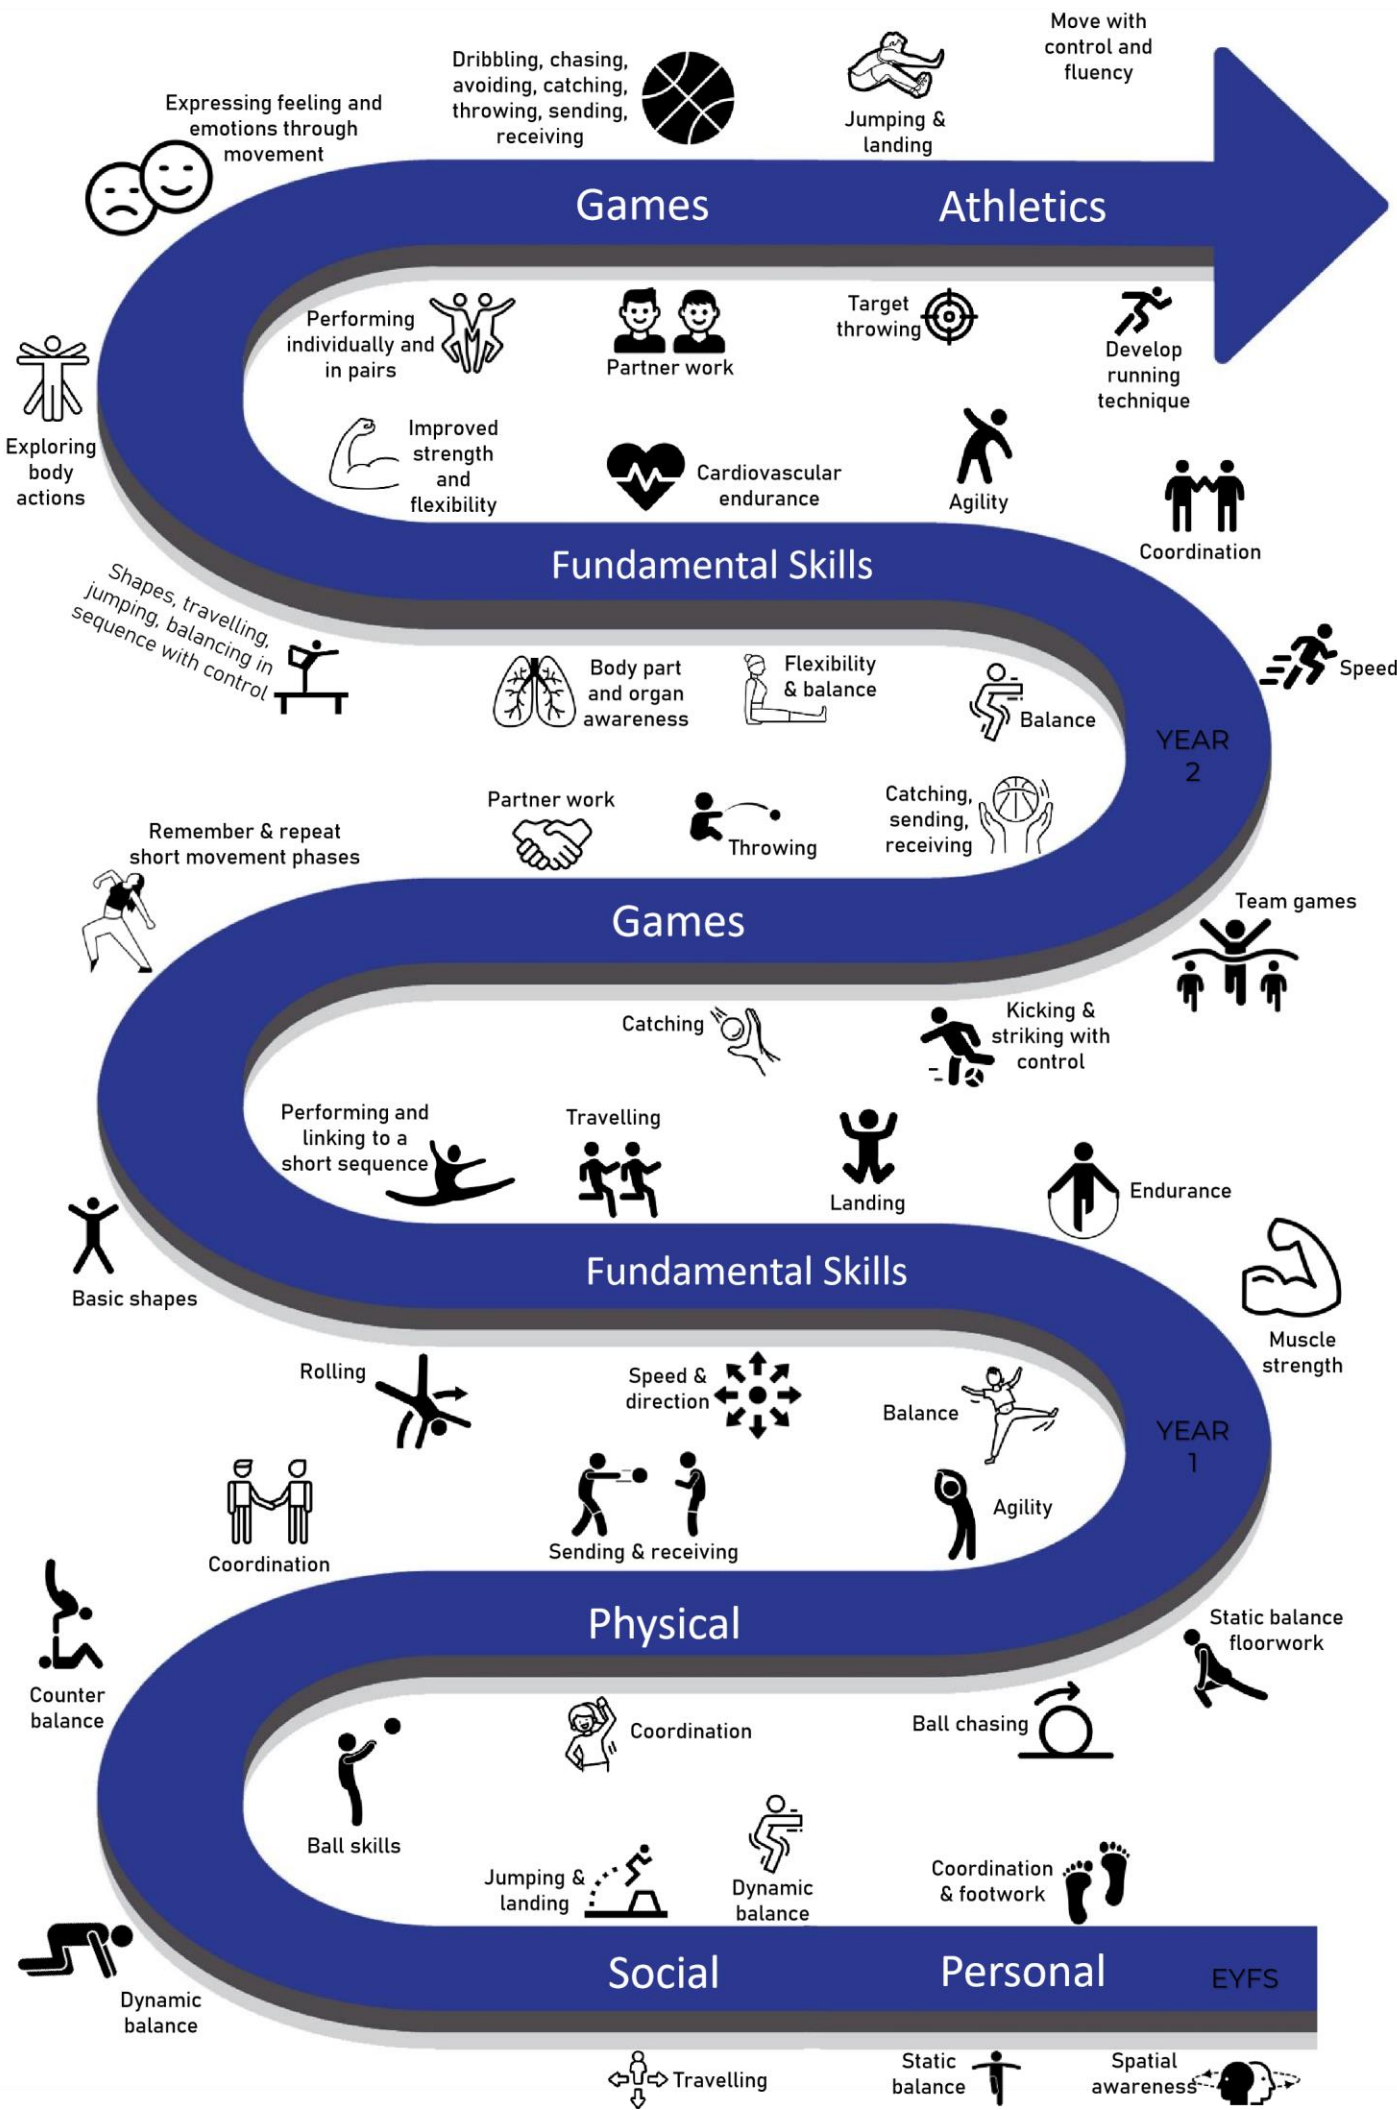 Move with
control and
fluency
Dribbling, chasing,
avoiding, catching,
throwing, sending,
receiving
Jumping &
landing
Expressing feeling and
emotions through
movement
Games
Athletics
Performing
individually and
in pairs
Partner work
Target
throwing
Develop
running
technique
Exploring
body
actions
Improved
strength
and
flexibility
Cardiovascular
endurance
Agility
Coordination
Fundamental Skills
Shapes, travelling,
jumping, balancing in
sequence with control
Body part
and organ
awareness
Flexibility
& balance
Balance
Speed
YEAR
2
Partner work
Throwing
Catching,
sending,
receiving
Remember & repeat
short movement phases
Games
Team games
Catching
Kicking &
striking with
control
Performing and
linking to a
short sequence
Travelling
Landing
Endurance
Basic shapes
Fundamental Skills
Muscle
strength
Rolling
Speed &
direction
Balance
YEAR
1
Coordination
Sending & receiving
Agility
Physical
Static balance
floorwork
Counter
balance
Coordination
Ball chasing
Ball skills
Jumping &
landing
Dynamic
balance
Coordination
& footwork
Social
Personal
EYFS
Dynamic
balance
Travelling
Static
balance
Spatial
awareness